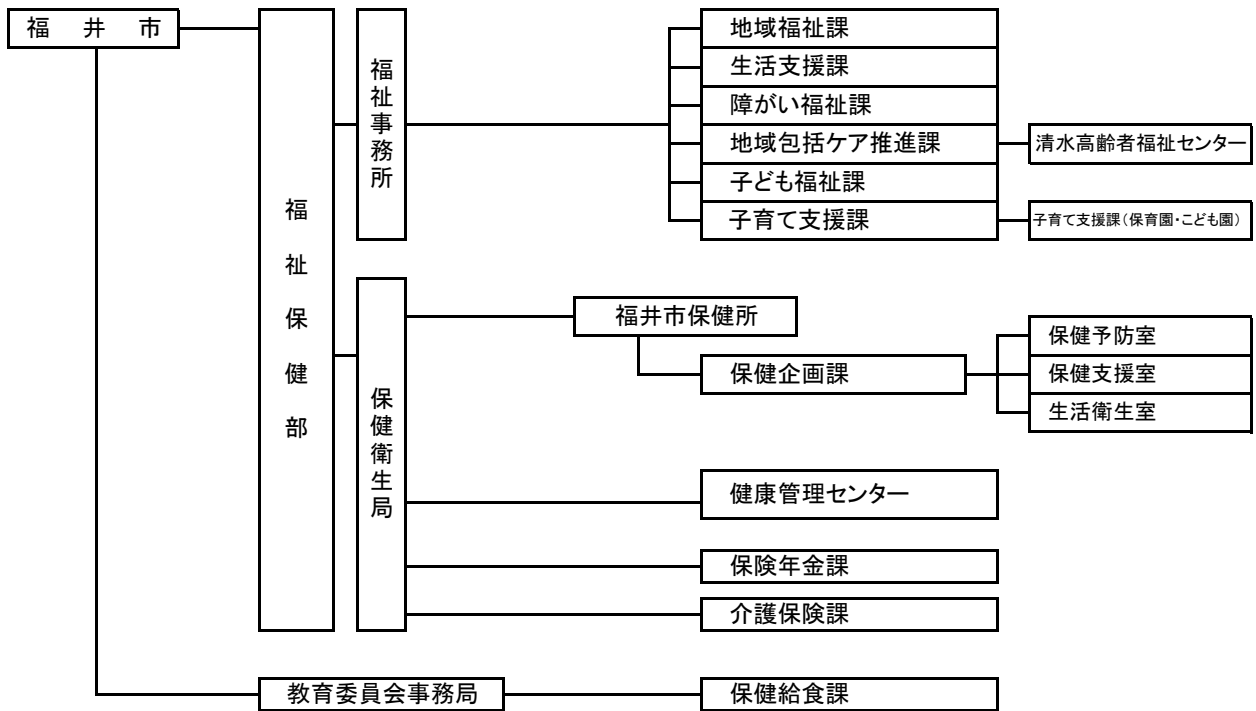 福井市
福祉保健部
福祉事務所
地域福祉課
生活支援課
障がい福祉課
地域包括ケア推進課
清水高齢者福祉センター
子ども福祉課
子育て支援課
子育て支援課(保育園・こども園)
保健衛生局
福井市保健所
保健企画課
保健予防室
保健支援室
生活衛生室
健康管理センター
保険年金課
介護保険課
教育委員会事務局
保健給食課